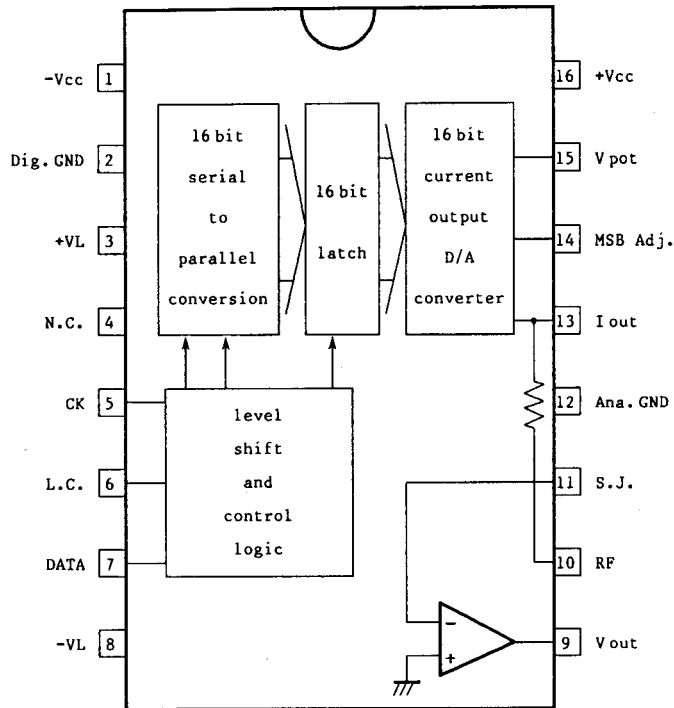 -Vcc 1
16 +Vcc
Dig.GND 2
15 V pot
+VL 3
14 MSB Adj.
N.C. 4
13 I out
CK 5
12 Ana.GND
L.C. 6
11 S.J.
DATA 7
10 RF
-VL 8
9 V out
16 bit
serial
to
parallel
conversion
16 bit
latch
16 bit
current
output
D/A
converter
level
shift
and
control
logic
-
+